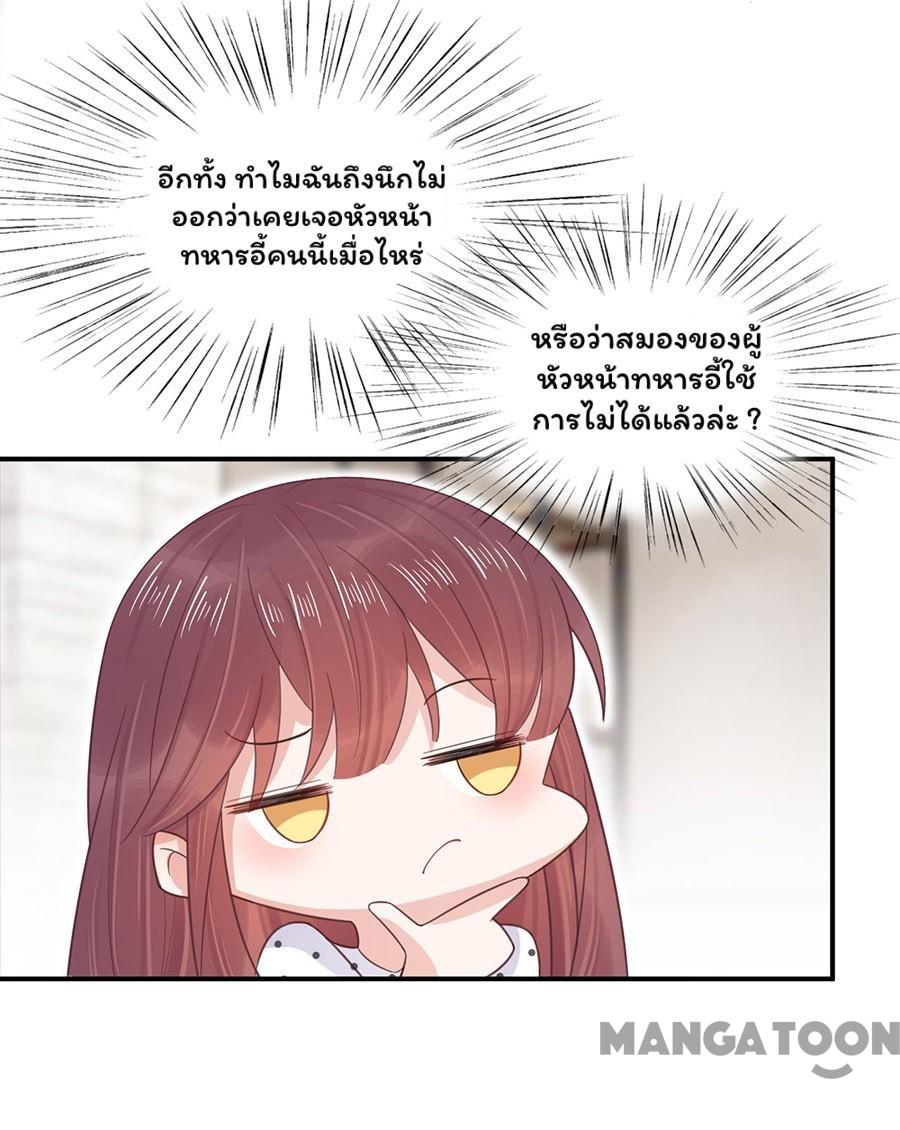 อีกทั้ง ทำไมฉันถึงนึกไม่
ออกว่าเคยเจอหัวหน้า
ทหารอี้คนนี้เมื่อไหร่
หรือว่าสมองของผู้
หัวหน้าทหารอี้ใช้
การไม่ได้แล้วล่ะ ?
MANGATOON